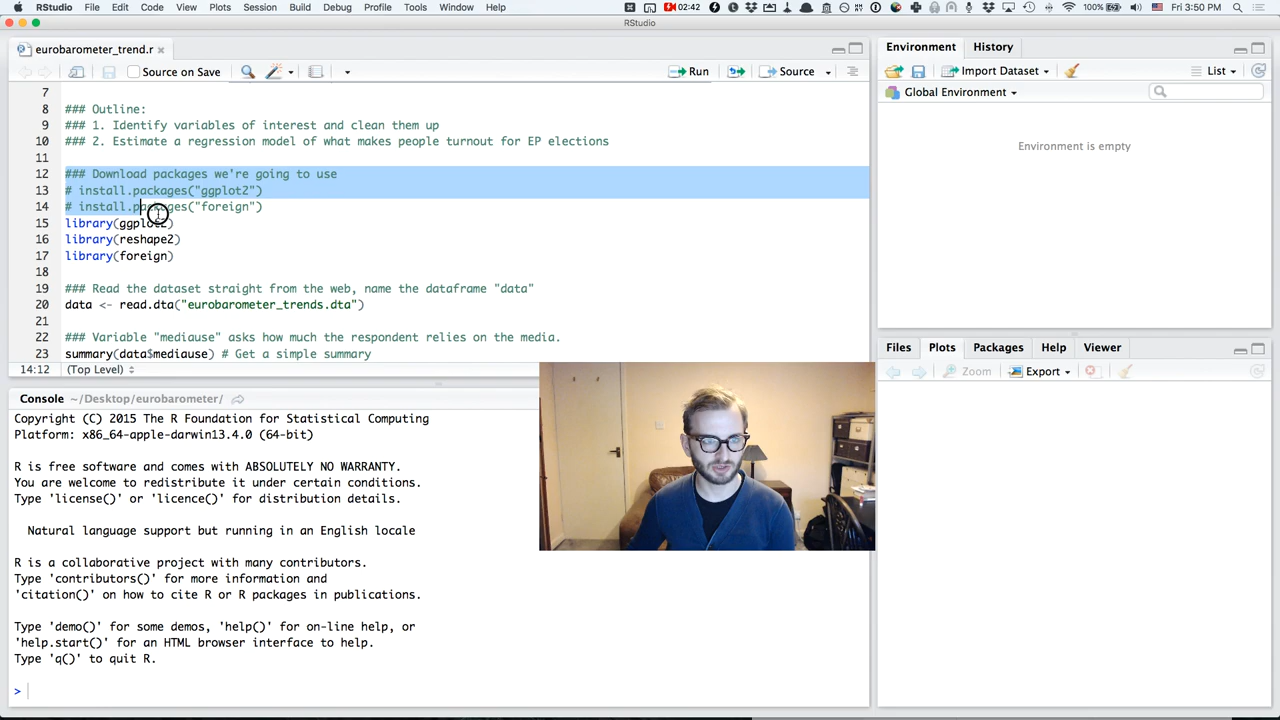 RStudio File Edit Code View Plots Session Build Debug Profile Tools Window Help 02:42 100% Fri 3:50 PM
RStudio
eurobarometer_trend.r
Source on Save Run Source
7
8 ### Outline:
9 ### 1. Identify variables of interest and clean them up
10 ### 2. Estimate a regression model of what makes people turnout for EP elections
11
12 ### Download packages we're going to use
13 # install.packages("ggplot2")
14 # install.packages("foreign")
15 library(ggplot2)
16 library(reshape2)
17 library(foreign)
18
19 ### Read the dataset straight from the web, name the dataframe "data"
20 data <- read.dta("eurobarometer_trends.dta")
21
22 ### Variable "mediause" asks how much the respondent relies on the media.
23 summary(data$mediause) # Get a simple summary
14:12 (Top Level)
Console ~/Desktop/eurobarometer/
Copyright (C) 2015 The R Foundation for Statistical Computing
Platform: x86_64-apple-darwin13.4.0 (64-bit)
R is free software and comes with ABSOLUTELY NO WARRANTY.
You are welcome to redistribute it under certain conditions.
Type 'license()' or 'licence()' for distribution details.
Natural language support but running in an English locale
R is a collaborative project with many contributors.
Type 'contributors()' for more information and
'citation()' on how to cite R or R packages in publications.
Type 'demo()' for some demos, 'help()' for on-line help, or
'help.start()' for an HTML browser interface to help.
Type 'q()' to quit R.
>
Environment History
Import Dataset List
Global Environment
Environment is empty
Files Plots Packages Help Viewer
Zoom Export